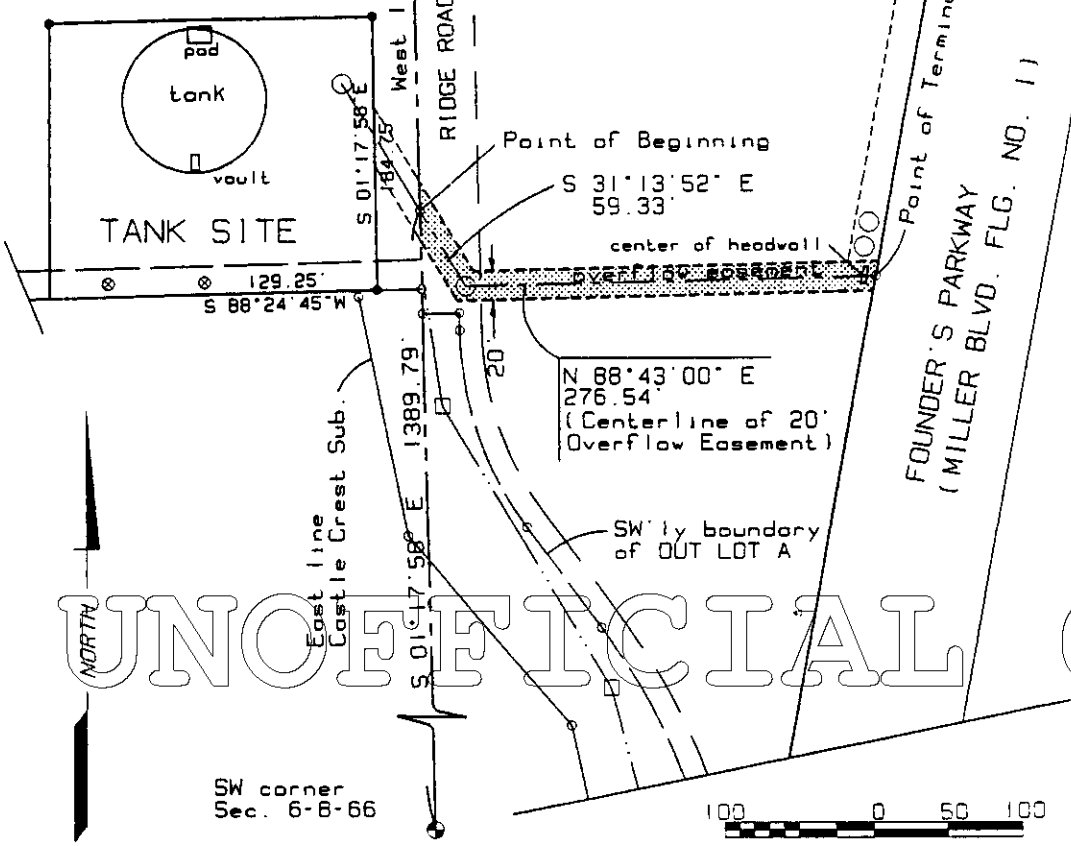 pad
tank
vault
TANK SITE
S 01°17'58" E
184.75
West
RIDGE ROAD
Point of Beginning
S 31°13'52" E
59.33'
center of headwall
overflow easement
Point of
FOUNDER'S PARKWAY
(MILLER BLVD. FLG. NO. 1)
129.25'
S 88°24'45" W
20'
N 88°43'00" E
276.54'
(Centerline of 20'
Overflow Easement)
1389.79'
S 01°17'58" E
East line
Castle Crest Sub.
SW'ly boundary
of OUT LOT A
NORTH
UNOFFICIAL
SW corner
Sec. 6-8-66
100 0 50 100